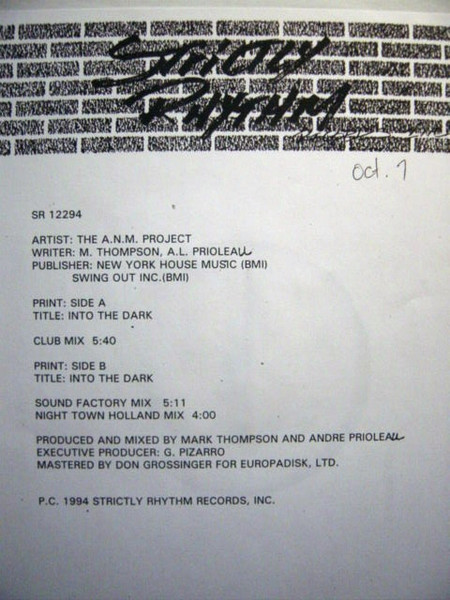 STRICTLY
RHYTHM
Oct. 7
SR 12294
ARTIST: THE A.N.M. PROJECT
WRITER: M. THOMPSON, A.L. PRIOLEAU
PUBLISHER: NEW YORK HOUSE MUSIC (BMI)
SWING OUT INC.(BMI)
PRINT: SIDE A
TITLE: INTO THE DARK
CLUB MIX 5:40
PRINT: SIDE B
TITLE: INTO THE DARK
SOUND FACTORY MIX 5:11
NIGHT TOWN HOLLAND MIX 4:00
PRODUCED AND MIXED BY MARK THOMPSON AND ANDRE PRIOLEAU
EXECUTIVE PRODUCER: G. PIZARRO
MASTERED BY DON GROSSINGER FOR EUROPADISK, LTD.
P.C. 1994 STRICTLY RHYTHM RECORDS, INC.